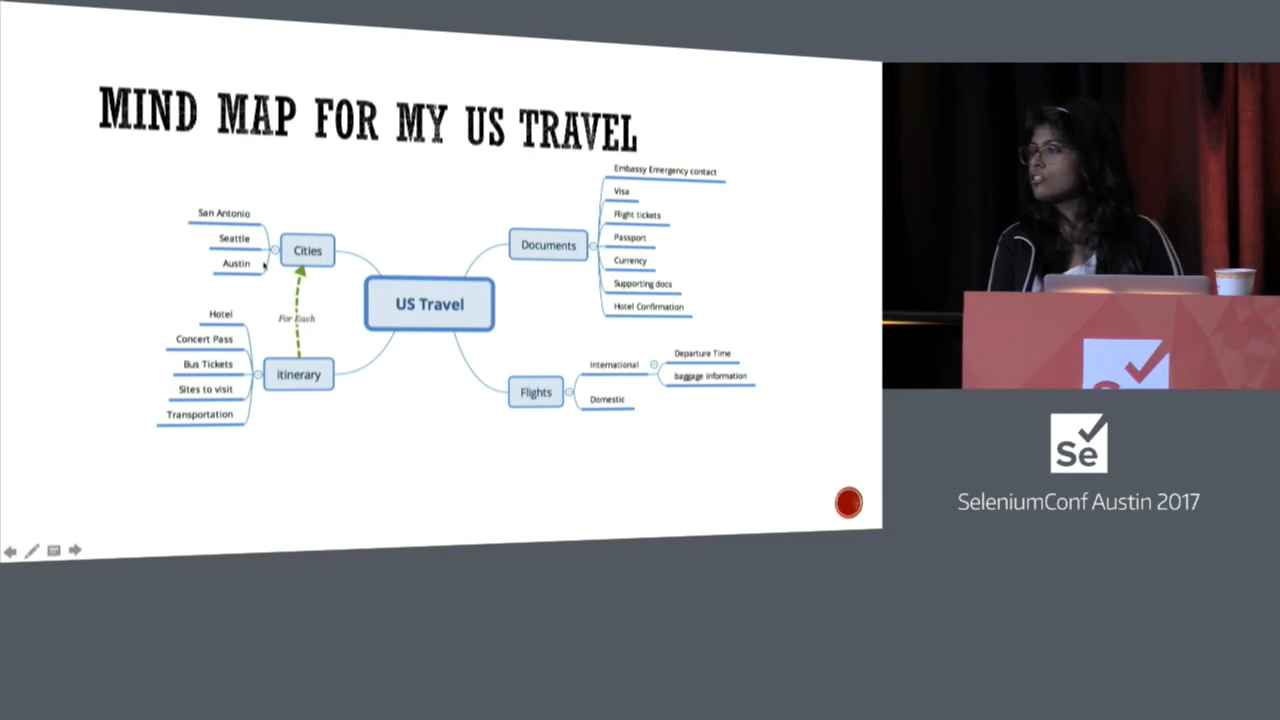 MIND MAP FOR MY US TRAVEL
San Antonio
Seattle
Austin
Cities
For Each
Hotel
Concert Pass
Bus Tickets
Sites to visit
Transportation
itinerary
US Travel
Documents
Embassy Emergency contact
Visa
Flight tickets
Passport
Currency
Supporting docs
Hotel Confirmation
Flights
International
Departure Time
baggage information
Domestic
Se
Se
SeleniumConf Austin 2017